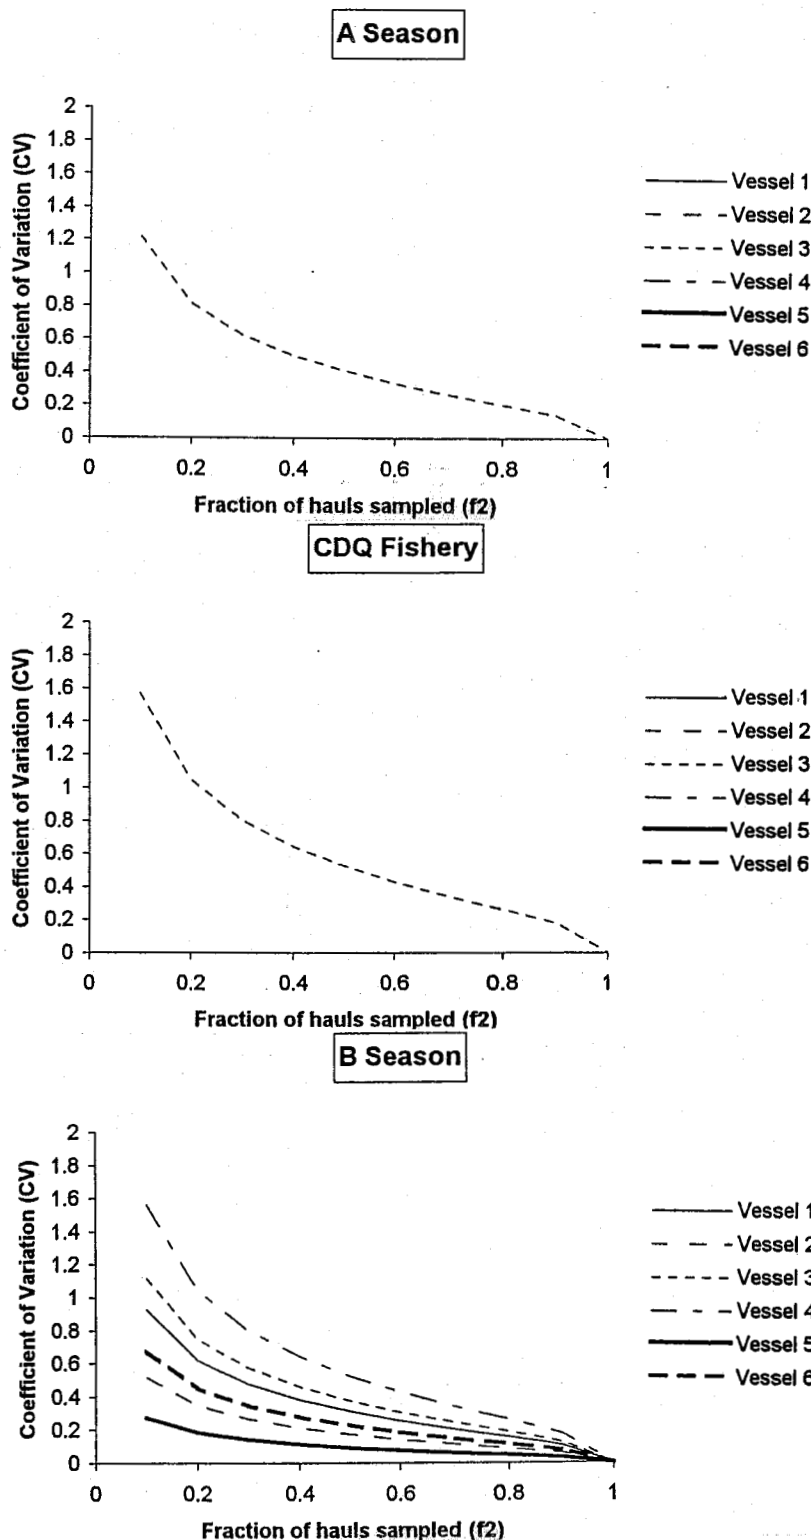 A Season
Coefficient of Variation (CV)
2
1.8
1.6
1.4
1.2
1
0.8
0.6
0.4
0.2
0
0 0.2 0.4 0.6 0.8 1
Fraction of hauls sampled (f2)
Vessel 1
Vessel 2
Vessel 3
Vessel 4
Vessel 5
Vessel 6
CDQ Fishery
Coefficient of Variation (CV)
2
1.8
1.6
1.4
1.2
1
0.8
0.6
0.4
0.2
0
0 0.2 0.4 0.6 0.8 1
Fraction of hauls sampled (f2)
Vessel 1
Vessel 2
Vessel 3
Vessel 4
Vessel 5
Vessel 6
B Season
Coefficient of Variation (CV)
2
1.8
1.6
1.4
1.2
1
0.8
0.6
0.4
0.2
0
0 0.2 0.4 0.6 0.8 1
Fraction of hauls sampled (f2)
Vessel 1
Vessel 2
Vessel 3
Vessel 4
Vessel 5
Vessel 6